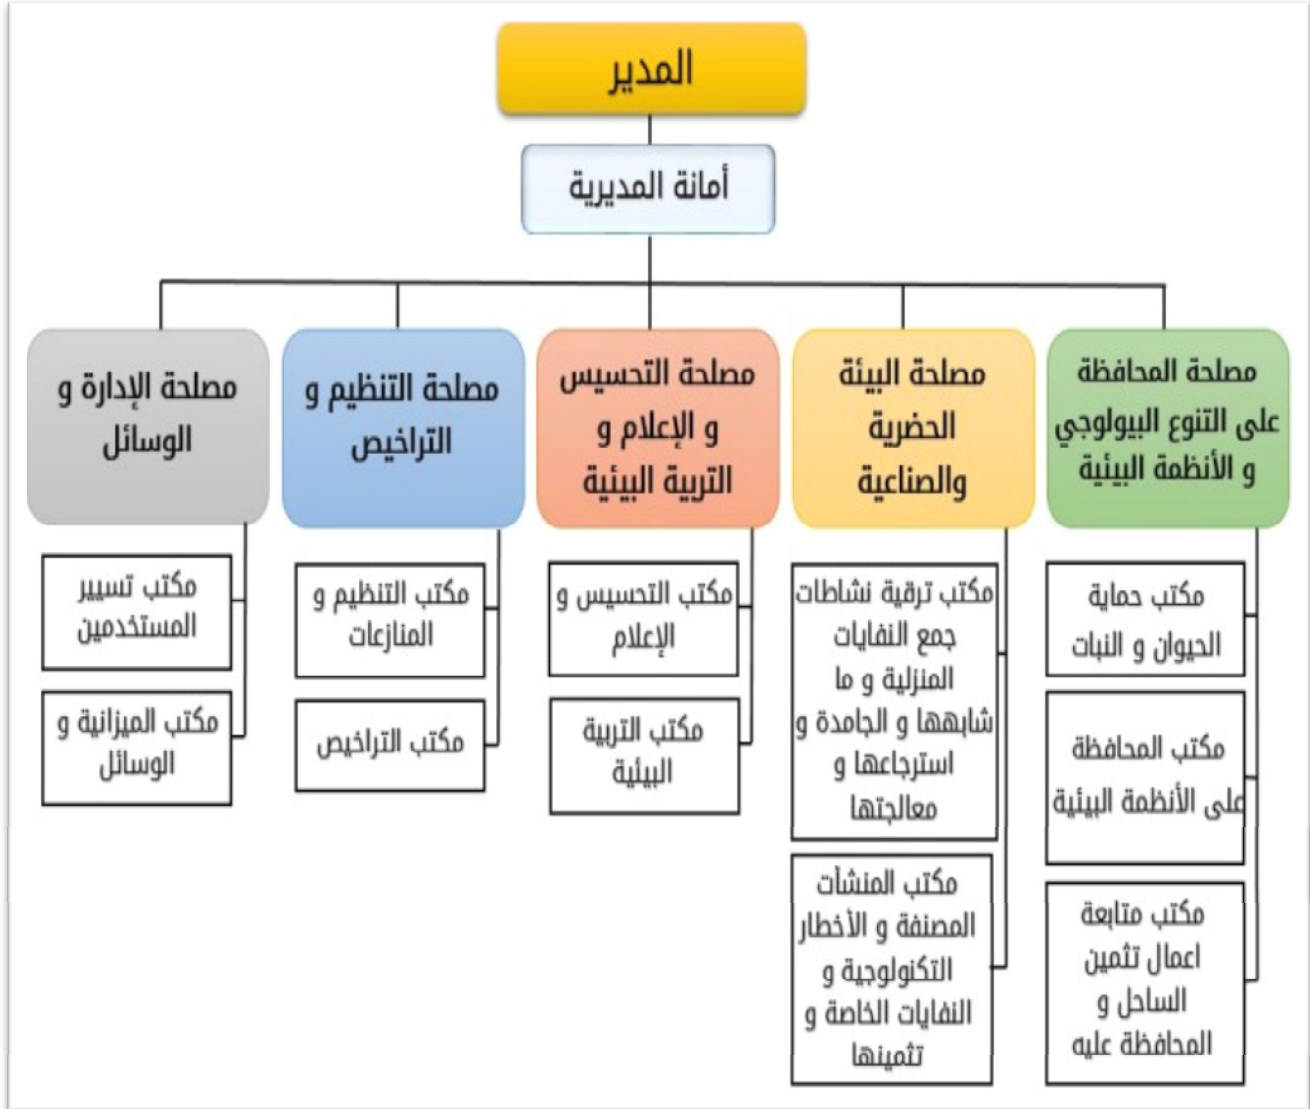 المدير
أمانة المديرية
مصلحة المحافظة
على التنوع البيولوجي
و الأنظمة البيئية
مصلحة البيئة
الحضرية
والصناعية
مصلحة التحسيس
و الإعلام و
التربية البيئية
مصلحة التنظيم و
التراخيص
مصلحة الإدارة و
الوسائل
مكتب حماية
الحيوان و النبات
مكتب المحافظة
على الأنظمة البيئية
مكتب متابعة
اعمال تثمين
الساحل و
المحافظة عليه
مكتب ترقية نشاطات
جمع النفايات
المنزلية و ما
شابهها و الجامدة و
استرجاعها و
معالجتها
مكتب المنشأت
المصنفة و الأخطار
التكنولوجية و
النفايات الخاصة و
تثمينها
مكتب التحسيس و
الإعلام
مكتب التربية
البيئية
مكتب التنظيم و
المنازعات
مكتب التراخيص
مكتب تسيير
المستخدمين
مكتب الميزانية و
الوسائل